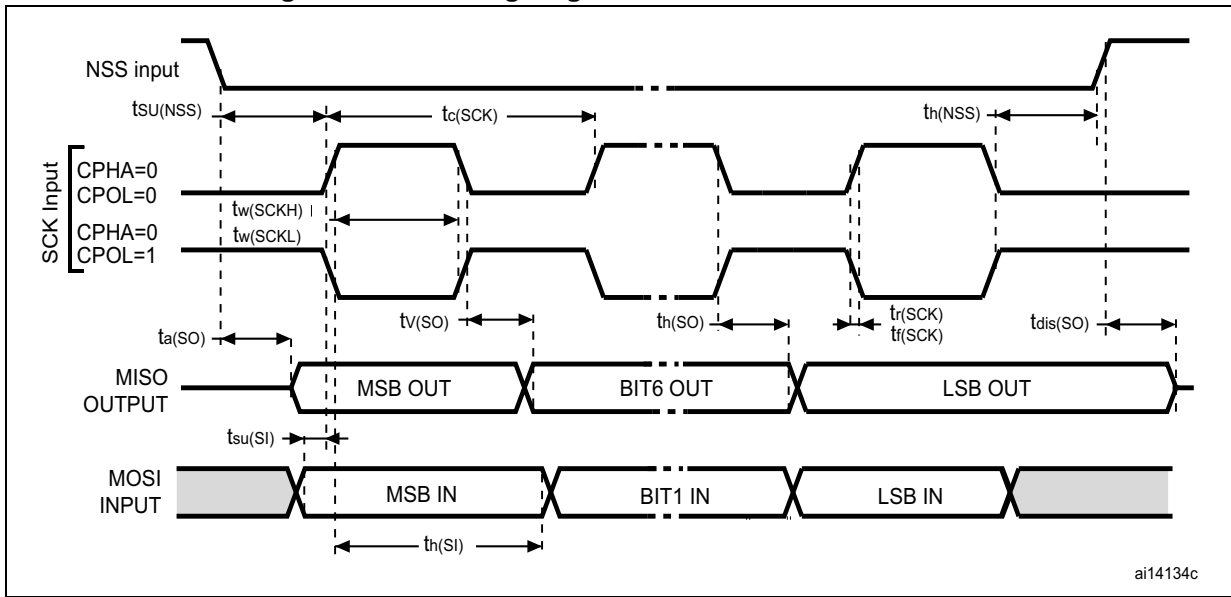 NSS input
tSU(NSS)
tc(SCK)
th(NSS)
SCK Input
CPHA=0
CPOL=0
tw(SCKH)
CPHA=0
tw(SCKL)
CPOL=1
tV(SO)
th(SO)
tr(SCK)
tf(SCK)
ta(SO)
tdis(SO)
MISO
OUTPUT
MSB OUT
BIT6 OUT
LSB OUT
tsu(SI)
MOSI
INPUT
MSB IN
BIT1 IN
LSB IN
th(SI)
ai14134c